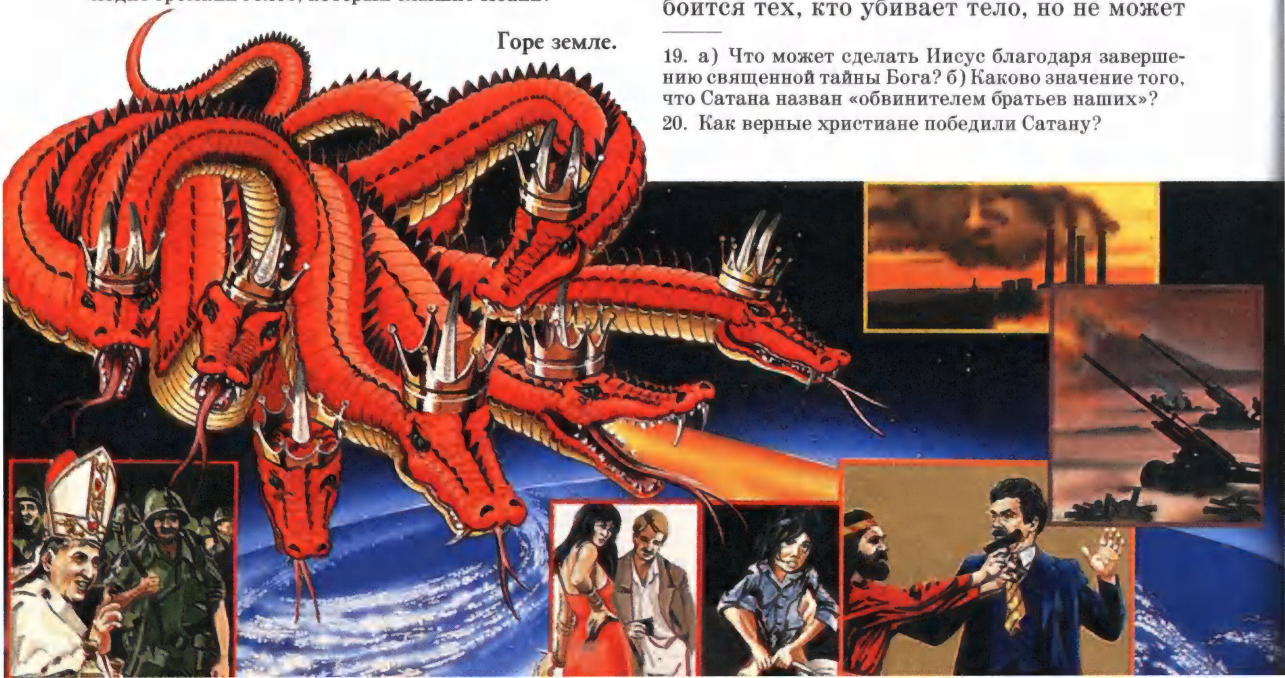 Горе земле.
боится тех, кто убивает тело, но не может
19. а) Что может сделать Иисус благодаря заверше-
нию священной тайны Бога? б) Каково значение того,
что Сатана назван «обвинителем братьев наших»?
20. Как верные христиане победили Сатану?